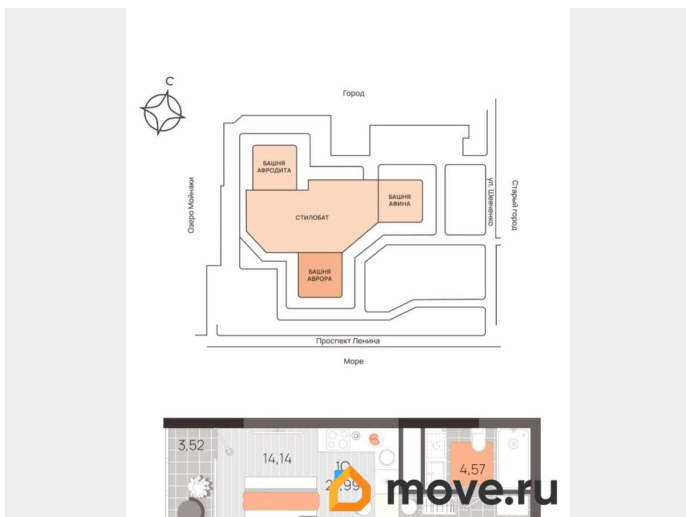 С
Город
БАШНЯ
АФРОДИТА
БАШНЯ
АФИНА
СТИЛОБАТ
БАШНЯ
АВРОРА
Озеро Мойнаки
ул. Шевченко
Старый город
Проспект Ленина
Море
3,52
14,14
4,57
move.ru